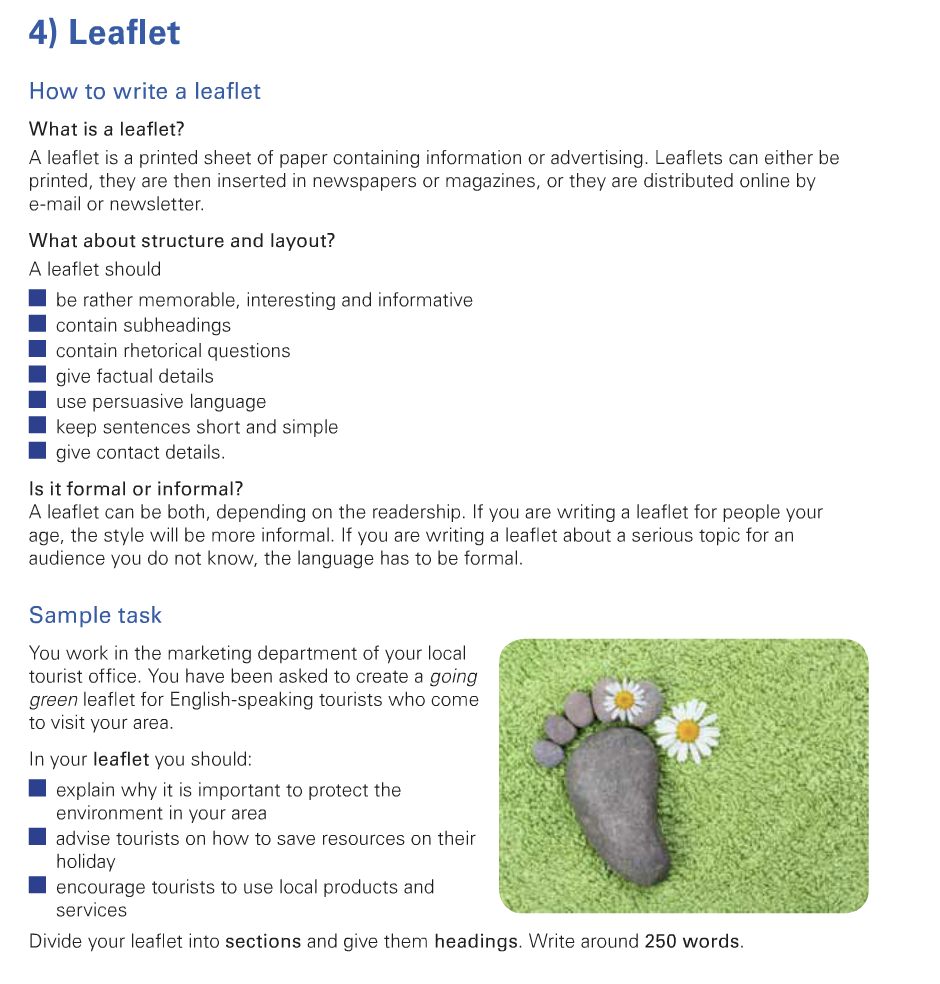 4) Leaflet
How to write a leaflet
What is a leaflet?
A leaflet is a printed sheet of paper containing information or advertising. Leaflets can either be
printed, they are then inserted in newspapers or magazines, or they are distributed online by
e-mail or newsletter.
What about structure and layout?
A leaflet should
be rather memorable, interesting and informative
contain subheadings
contain rhetorical questions
give factual details
use persuasive language
keep sentences short and simple
give contact details.
Is it formal or informal?
A leaflet can be both, depending on the readership. If you are writing a leaflet for people your
age, the style will be more informal. If you are writing a leaflet about a serious topic for an
audience you do not know, the language has to be formal.
Sample task
You work in the marketing department of your local
tourist office. You have been asked to create a going
green leaflet for English-speaking tourists who come
to visit your area.
In your leaflet you should:
explain why it is important to protect the
environment in your area
advise tourists on how to save resources on their
holiday
encourage tourists to use local products and
services
Divide your leaflet into sections and give them headings. Write around 250 words.